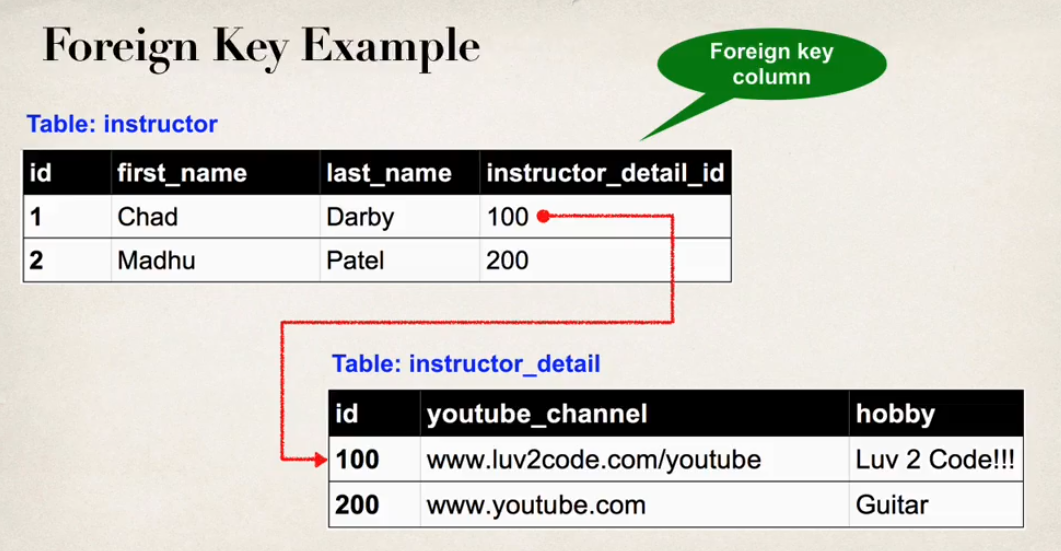 Foreign Key Example
Foreign key
column
Table: instructor
id first_name last_name instructor_detail_id
1 Chad Darby 100
2 Madhu Patel 200
Table: instructor_detail
id youtube_channel hobby
100 www.luv2code.com/youtube Luv 2 Code!!!
200 www.youtube.com Guitar